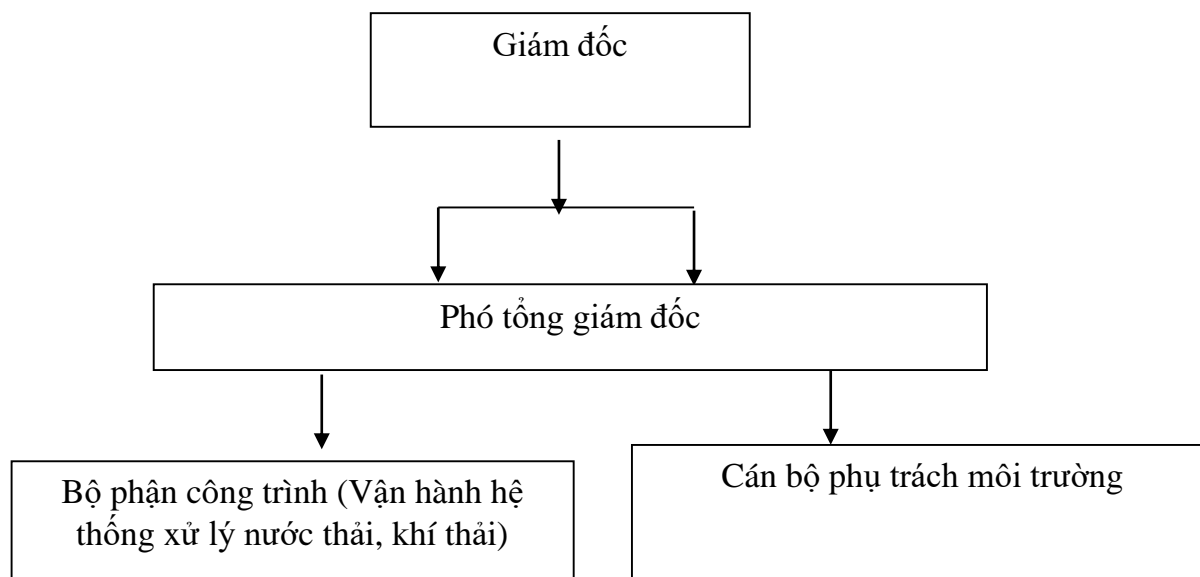 Giám đốc
Phó tổng giám đốc
Bộ phận công trình (Vận hành hệ
thống xử lý nước thải, khí thải)
Cán bộ phụ trách môi trường